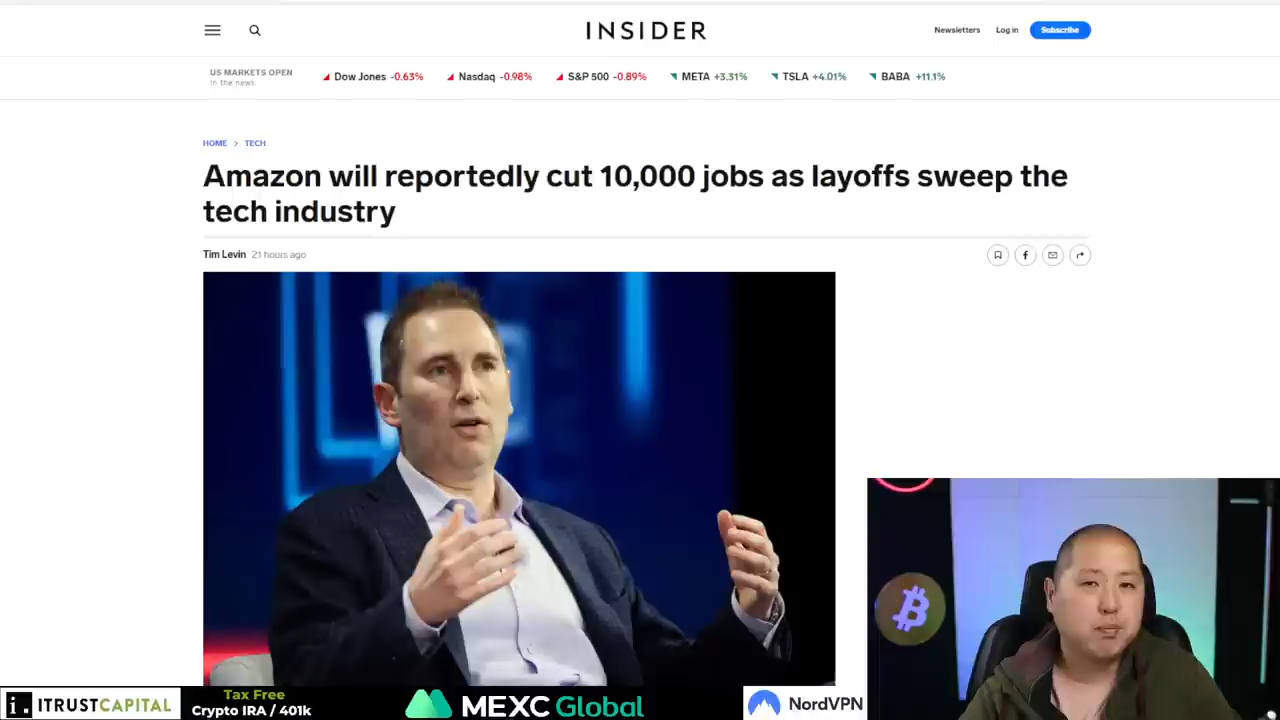 INSIDER
Newsletters
Log in
Subscribe
US MARKETS OPEN
In the news
Dow Jones -0.63%
Nasdaq -0.98%
S&P 500 -0.89%
META +3.31%
TSLA +4.01%
BABA +11.1%
HOME > TECH
Amazon will reportedly cut 10,000 jobs as layoffs sweep the
tech industry
Tim Levin 21 hours ago
i. ITRUSTCAPITAL
Tax Free
Crypto IRA / 401k
MEXC Global
NordVPN